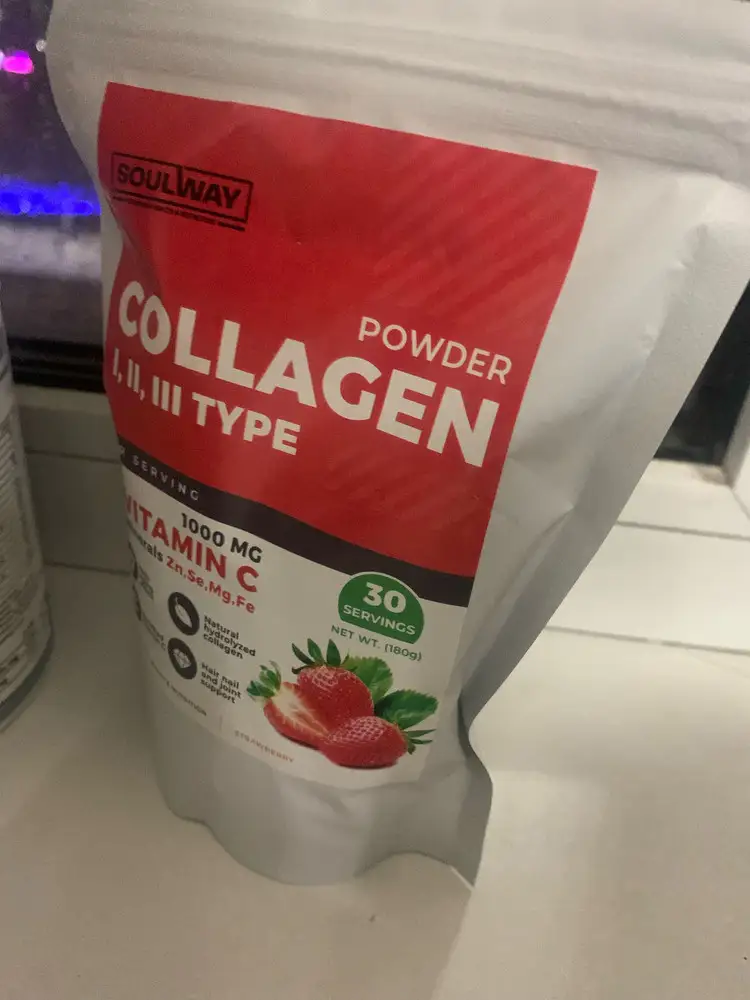 SOULWAY
POWDER
COLLAGEN
I, II, III TYPE
SERVING
1000 MG
VITAMIN C
Zn,Se,Mg,Fe
30
SERVINGS
NET WT. (180g)
Natural
hydrolyzed
collagen
Hair nail
and joint
support
STRAWBERRY